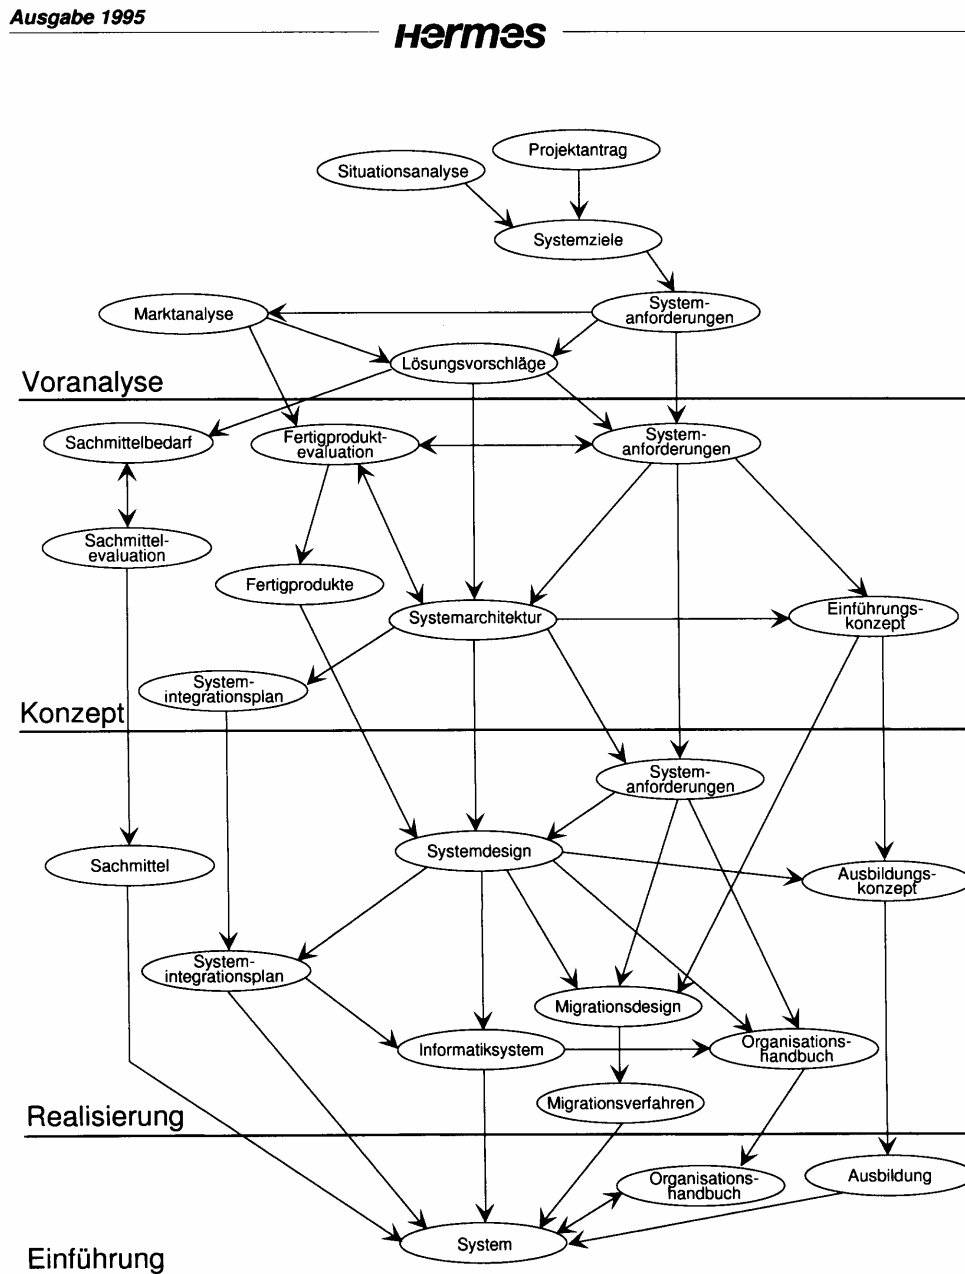 Ausgabe 1995
Hermes
Projektantrag
Situationsanalyse
Systemziele
System-
anforderungen
Marktanalyse
Lösungsvorschläge
Voranalyse
Sachmittelbedarf
Fertigprodukt-
evaluation
System-
anforderungen
Sachmittel-
evaluation
Fertigprodukte
Systemarchitektur
Einführungs-
konzept
System-
integrationsplan
Konzept
System-
anforderungen
Systemdesign
Sachmittel
Ausbildungs-
konzept
System-
integrationsplan
Migrationsdesign
Informatiksystem
Organisations-
handbuch
Migrationsverfahren
Realisierung
Organisations-
handbuch
Ausbildung
System
Einführung